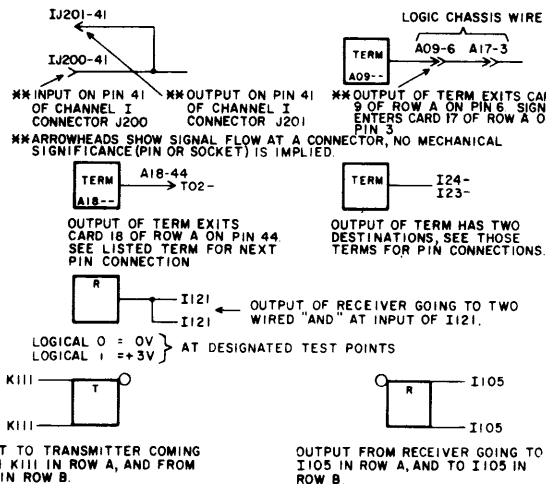 IJ201-41
IJ200-41
** INPUT ON PIN 41
OF CHANNEL I
CONNECTOR J200
** OUTPUT ON PIN 41
OF CHANNEL I
CONNECTOR J201
LOGIC CHASSIS WIRE
TERM
A09--
A09-6
A17-3
** OUTPUT OF TERM EXITS
9 OF ROW A ON PIN 6.
ENTERS CARD 17 OF ROW A
PIN 3
** ARROWHEADS SHOW SIGNAL FLOW AT A CONNECTOR, NO MECHANICAL
SIGNIFICANCE (PIN OR SOCKET) IS IMPLIED.
TERM
A18--
A18-44
T02-
OUTPUT OF TERM EXITS
CARD 18 OF ROW A ON PIN 44.
SEE LISTED TERM FOR NEXT
PIN CONNECTION
TERM
I24-
I23-
OUTPUT OF TERM HAS TWO
DESTINATIONS, SEE THOSE
TERMS FOR PIN CONNECTIONS.
R
I121
I121
OUTPUT OF RECEIVER GOING TO TWO
WIRED "AND" AT INPUT OF I121.
LOGICAL 0 = 0V
LOGICAL 1 =+3V
AT DESIGNATED TEST POINTS
K111
T
K111
TO TRANSMITTER COMING
K111 IN ROW A, AND FROM
IN ROW B.
R
I105
I105
OUTPUT FROM RECEIVER GOING TO
I105 IN ROW A, AND TO I105 IN
ROW B